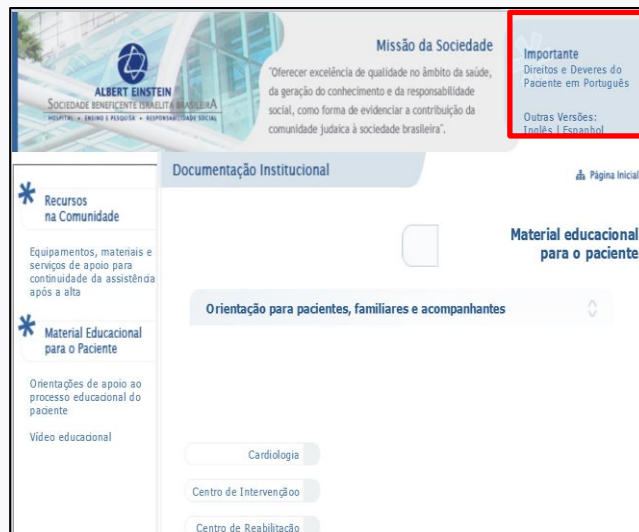 Missão da Sociedade
"Oferecer excelência de qualidade no âmbito da saúde,
da geração do conhecimento e da responsabilidade
social, como forma de evidenciar a contribuição da
comunidade judaica à sociedade brasileira".
ALBERT EINSTEIN
SOCIEDADE BENEFICENTE ISRAELITA BRASILEIRA
HOSPITAL • ENSINO E PESQUISA • RESPONSABILIDADE SOCIAL
Importante
Direitos e Deveres do
Paciente em Português
Outras Versões:
Inglês | Espanhol
Documentação Institucional
Página Inicial
Recursos
na Comunidade
Equipamentos, materiais e
serviços de apoio para
continuidade da assistência
após a alta
Material Educacional
para o Paciente
Orientações de apoio ao
processo educacional do
paciente
Vídeo educacional
Material educacional
para o paciente
Orientação para pacientes, familiares e acompanhantes
Cardiologia
Centro de Intervençãoo
Centro de Reabilitação